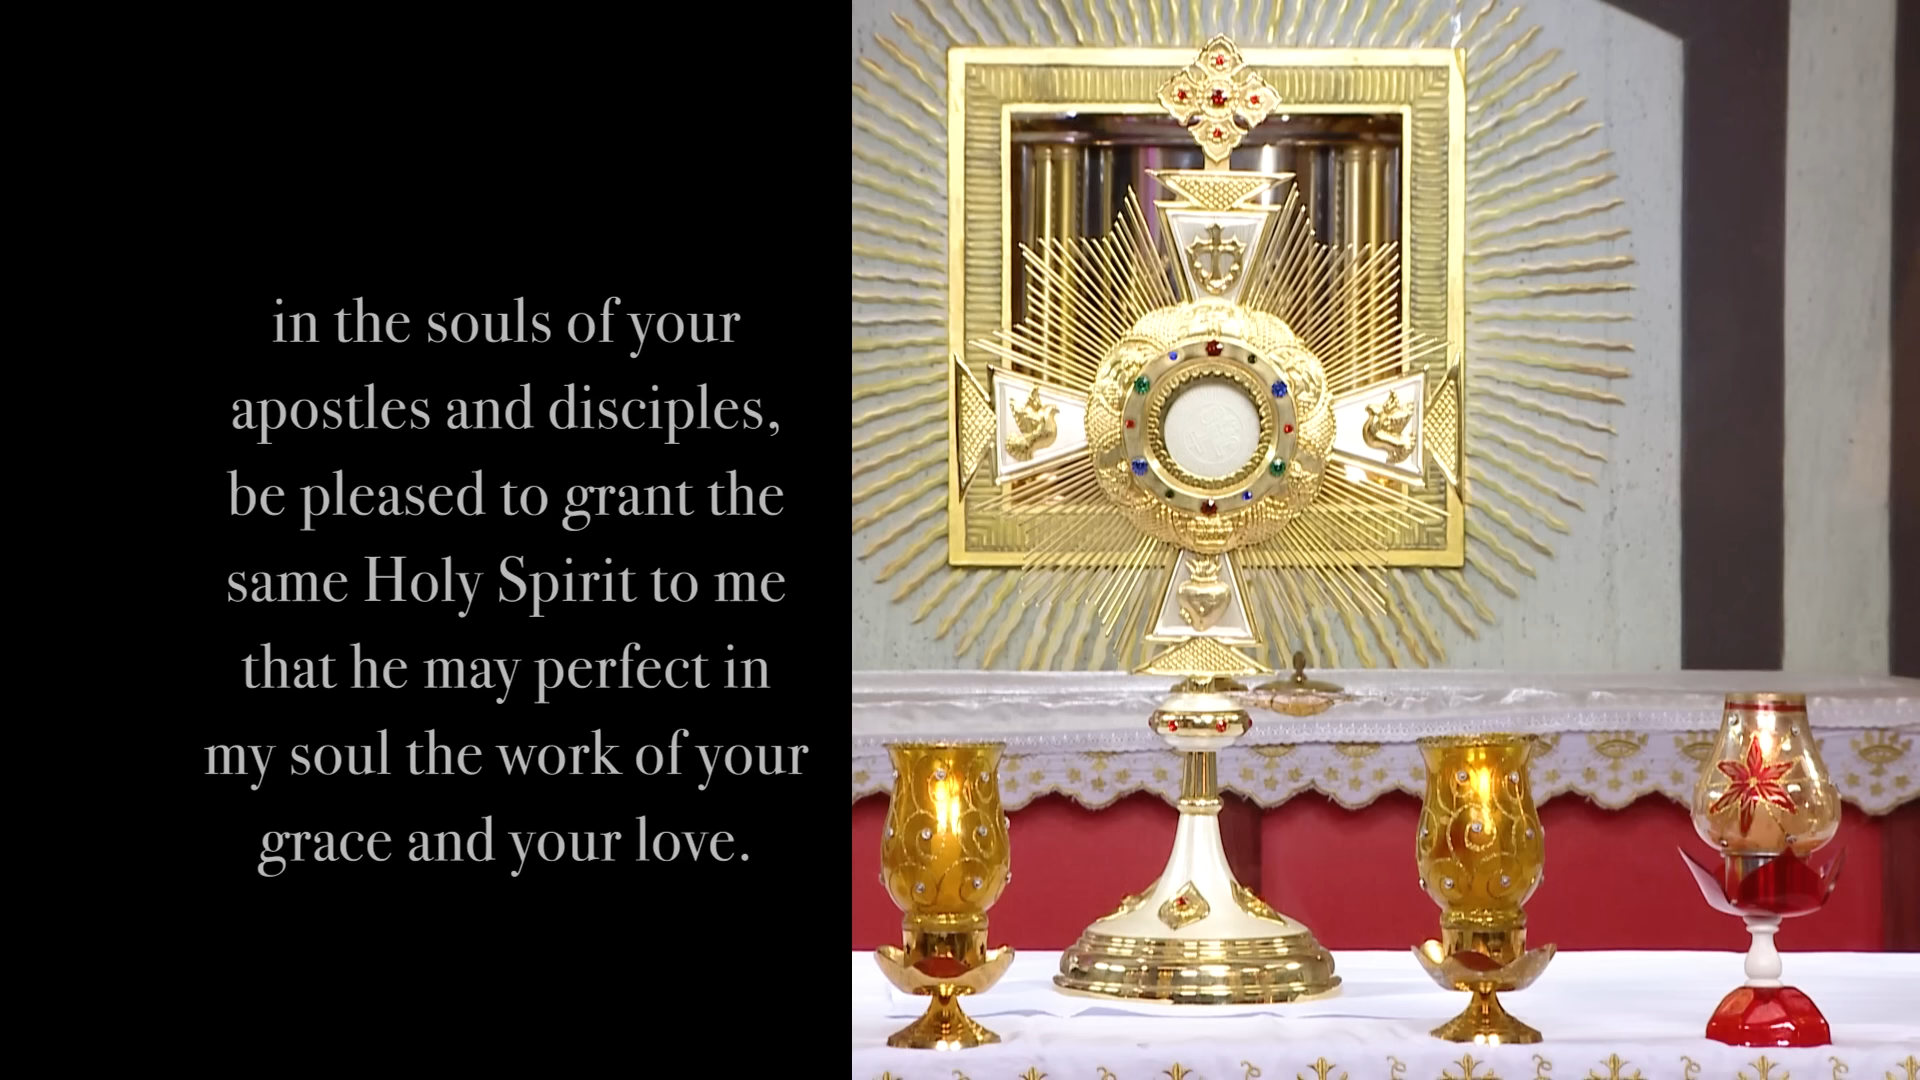 in the souls of your
apostles and disciples,
be pleased to grant the
same Holy Spirit to me
that he may perfect in
my soul the work of your
grace and your love.